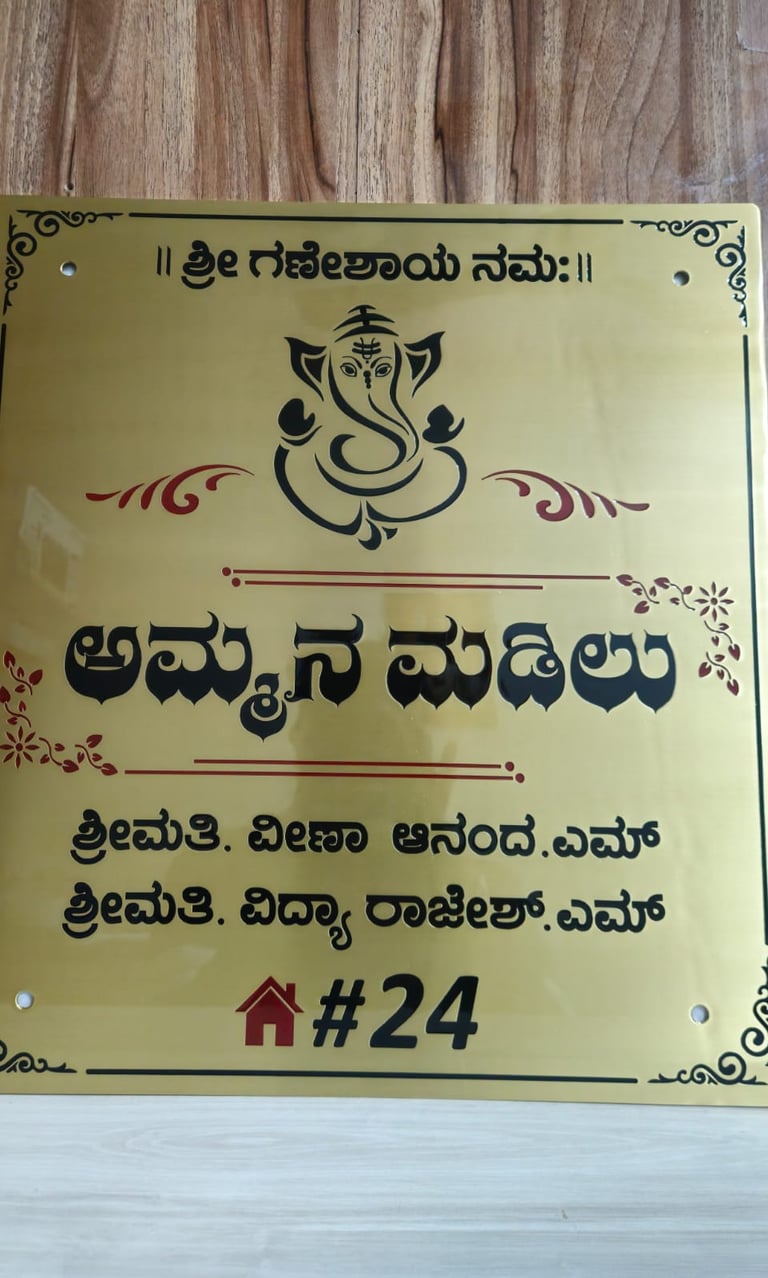 ॥ ಶ್ರೀ ಗಣೇಶಾಯ ನಮಃ॥
ಅಮ್ಮನ ಮಡಿಲು
ಶ್ರೀಮತಿ. ವೀಣಾ ಆನಂದ.ಎಮ್
ಶ್ರೀಮತಿ. ವಿದ್ಯಾ ರಾಜೇಶ್.ಎಮ್
#24